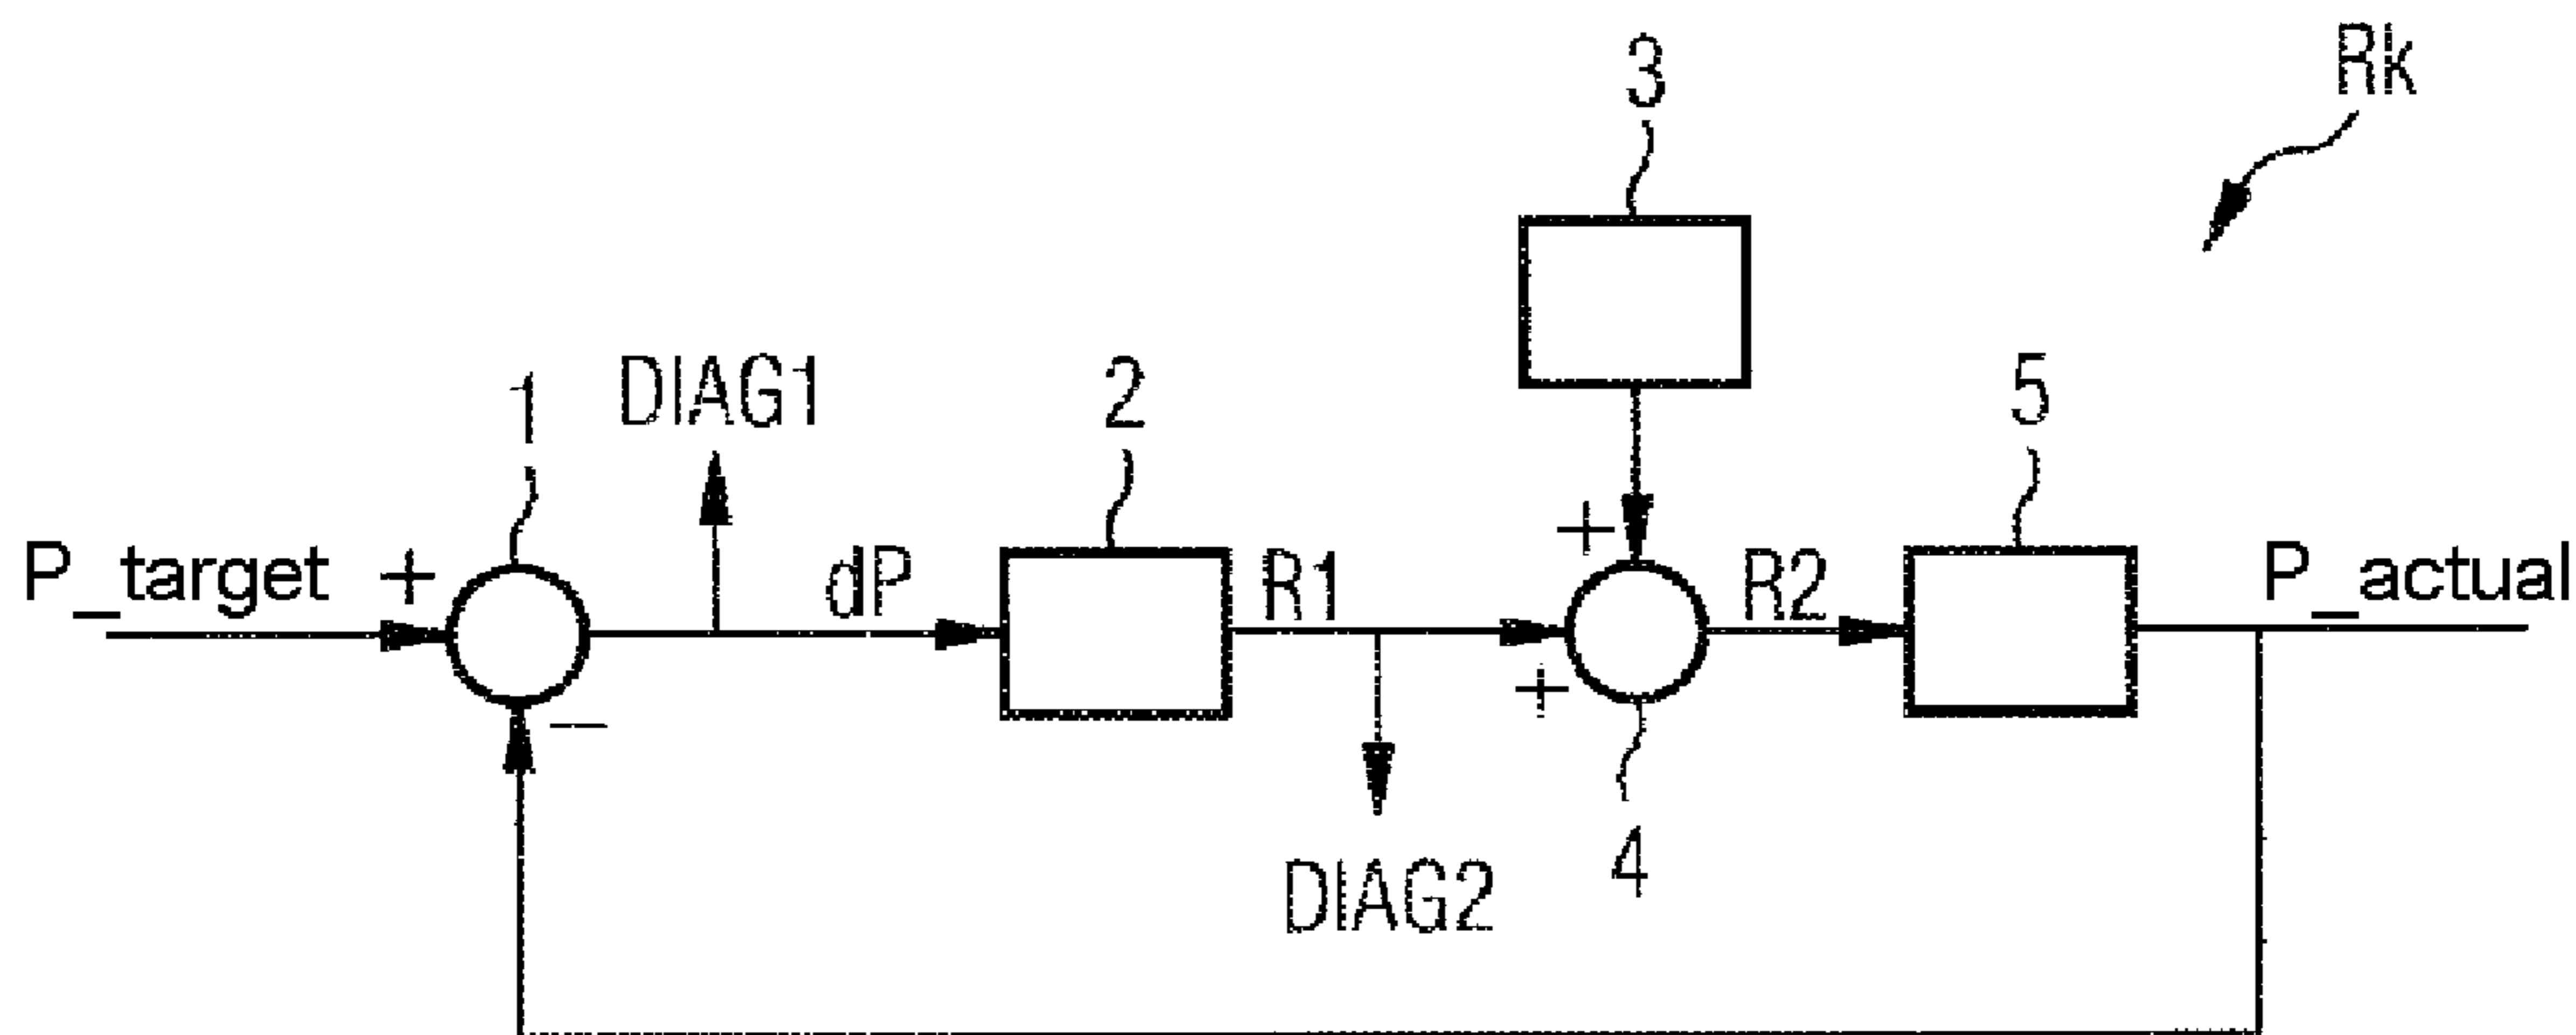 Rk
3
1
DIAG1
2
5
P_target
+
dP
R1
+
R2
P_actual
−
+
DIAG2
4